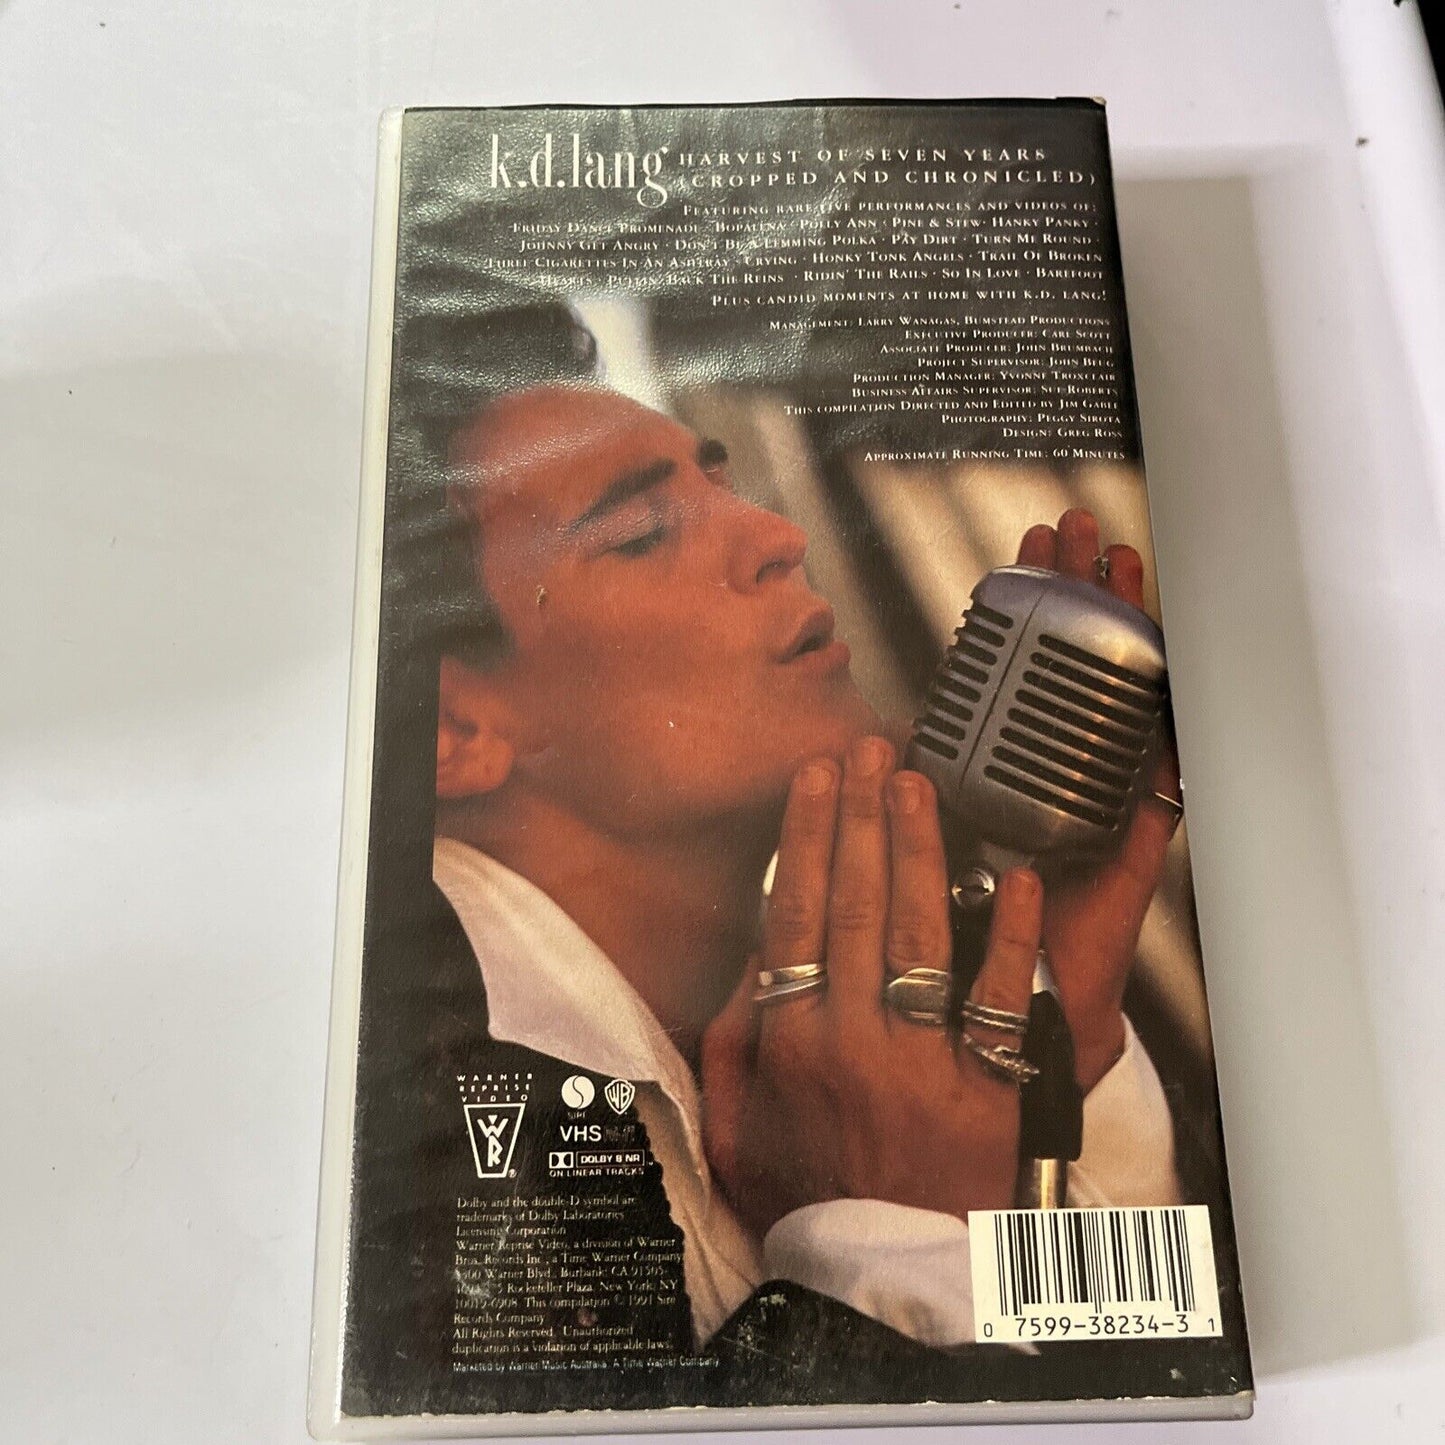 k.d.lang HARVEST OF SEVEN YEARS
(CROPPED AND CHRONICLED)
FEATURING RARE LIVE PERFORMANCES AND VIDEOS OF:
FRIDAY DANCE PROMENADE · BOPALENA · POLLY ANN · PINE & STEW · HANKY PANKY ·
JOHNNY GET ANGRY · DON'T BE A LEMMING POLKA · PAY DIRT · TURN ME ROUND ·
THREE CIGARETTES IN AN ASHTRAY · CRYING · HONKY TONK ANGELS · TRAIL OF BROKEN
HEARTS · PULLIN' BACK THE REINS · RIDIN' THE RAILS · SO IN LOVE · BAREFOOT
PLUS CANDID MOMENTS AT HOME WITH K.D. LANG!
MANAGEMENT: LARRY WANAGAS, BUMSTEAD PRODUCTIONS
EXECUTIVE PRODUCER: CARL SCOTT
ASSOCIATE PRODUCER: JOHN BRUMBACH
PROJECT SUPERVISOR: JOHN BEUG
PRODUCTION MANAGER: YVONNE TROXCLAIR
BUSINESS AFFAIRS SUPERVISOR: SUE ROBERTS
THIS COMPILATION DIRECTED AND EDITED BY JIM GABLE
PHOTOGRAPHY: PEGGY SIROTA
DESIGN: GREG ROSS
APPROXIMATE RUNNING TIME: 60 MINUTES
WARNER
REPRISE
VIDEO
WR®
SIRE
WB
VHS
DOLBY B NR
ON LINEAR TRACKS
Dolby and the double-D symbol are
trademarks of Dolby Laboratories
Licensing Corporation
Warner Reprise Video, a division of Warner
Bros. Records Inc., a Time Warner Company
3300 Warner Blvd., Burbank, CA 91505-
Rockefeller Plaza, New York, NY
10019-6908. This compilation © 1991 Sire
Records Company
All Rights Reserved. Unauthorized
duplication is a violation of applicable laws.
Marketed by Warner Music Australia. A Time Warner Company
0 7599-38234-3 1